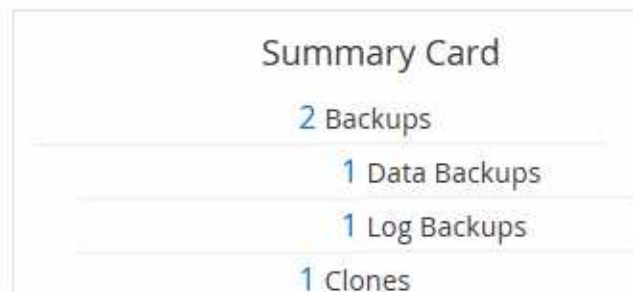 Summary Card
2 Backups
1 Data Backups
1 Log Backups
1 Clones